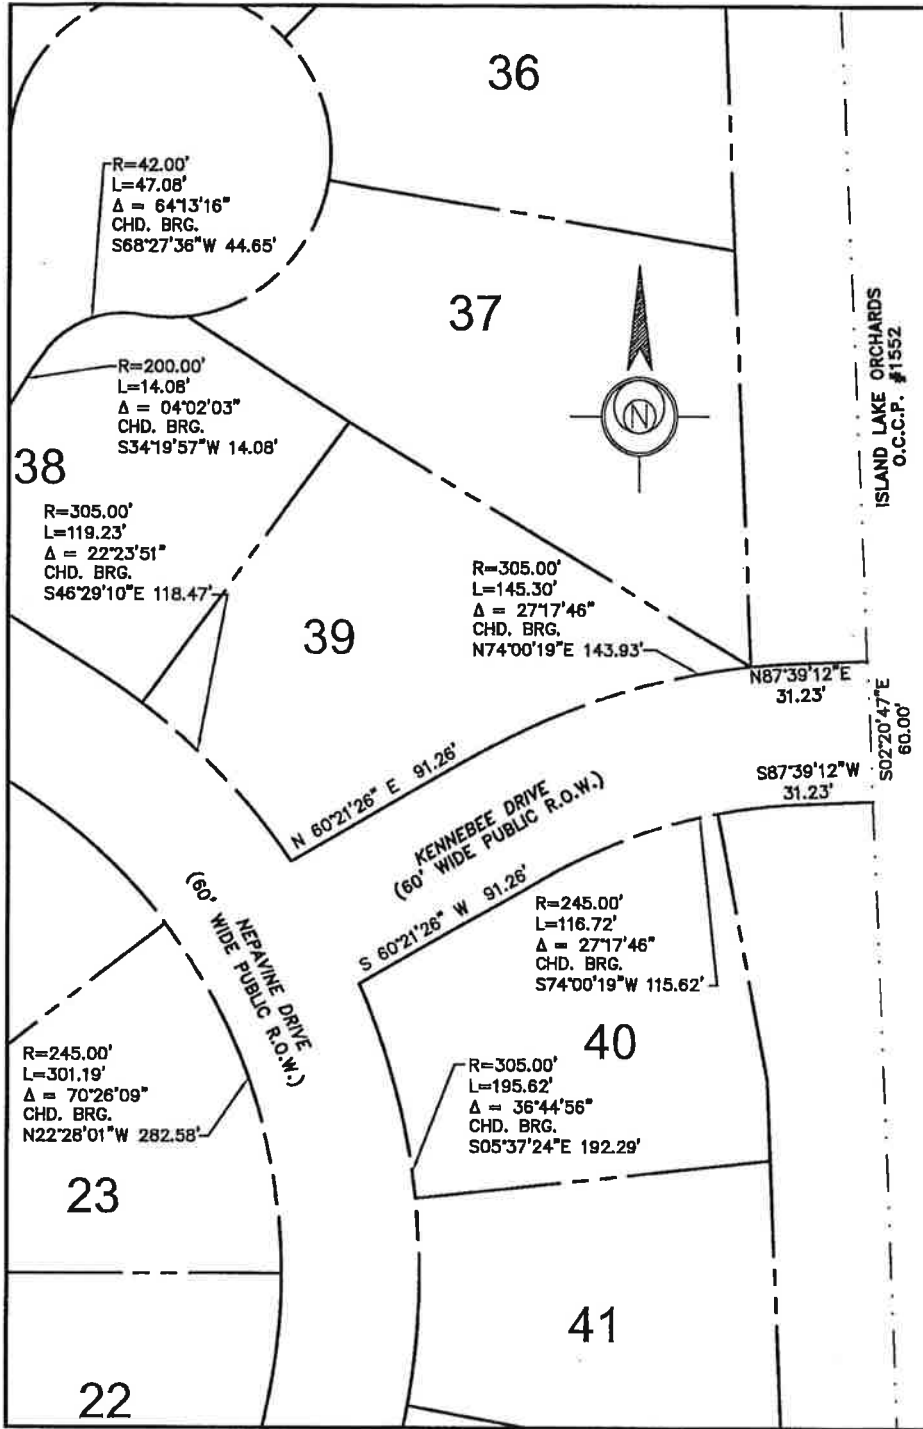 36
R=42.00'
L=47.08'
Δ = 64°13'16"
CHD. BRG.
S68°27'36"W 44.65'
37
ISLAND LAKE ORCHARDS
O.C.C.P. #1552
N
R=200.00'
L=14.08'
Δ = 04°02'03"
CHD. BRG.
S34°19'57"W 14.08'
38
R=305.00'
L=119.23'
Δ = 22°23'51"
CHD. BRG.
S46°29'10"E 118.47'
39
R=305.00'
L=145.30'
Δ = 27°17'46"
CHD. BRG.
N74°00'19"E 143.93'
N87°39'12"E
31.23'
S02°20'47"E
60.00'
S87°39'12"W
31.23'
N 60°21'26" E 91.26'
KENNEBEE DRIVE
(60' WIDE PUBLIC R.O.W.)
S 60°21'26" W 91.26'
NEPAVINE DRIVE
(60' WIDE PUBLIC R.O.W.)
R=245.00'
L=116.72'
Δ = 27°17'46"
CHD. BRG.
S74°00'19"W 115.62'
40
R=245.00'
L=301.19'
Δ = 70°26'09"
CHD. BRG.
N22°28'01"W 282.58'
R=305.00'
L=195.62'
Δ = 36°44'56"
CHD. BRG.
S05°37'24"E 192.29'
23
41
22